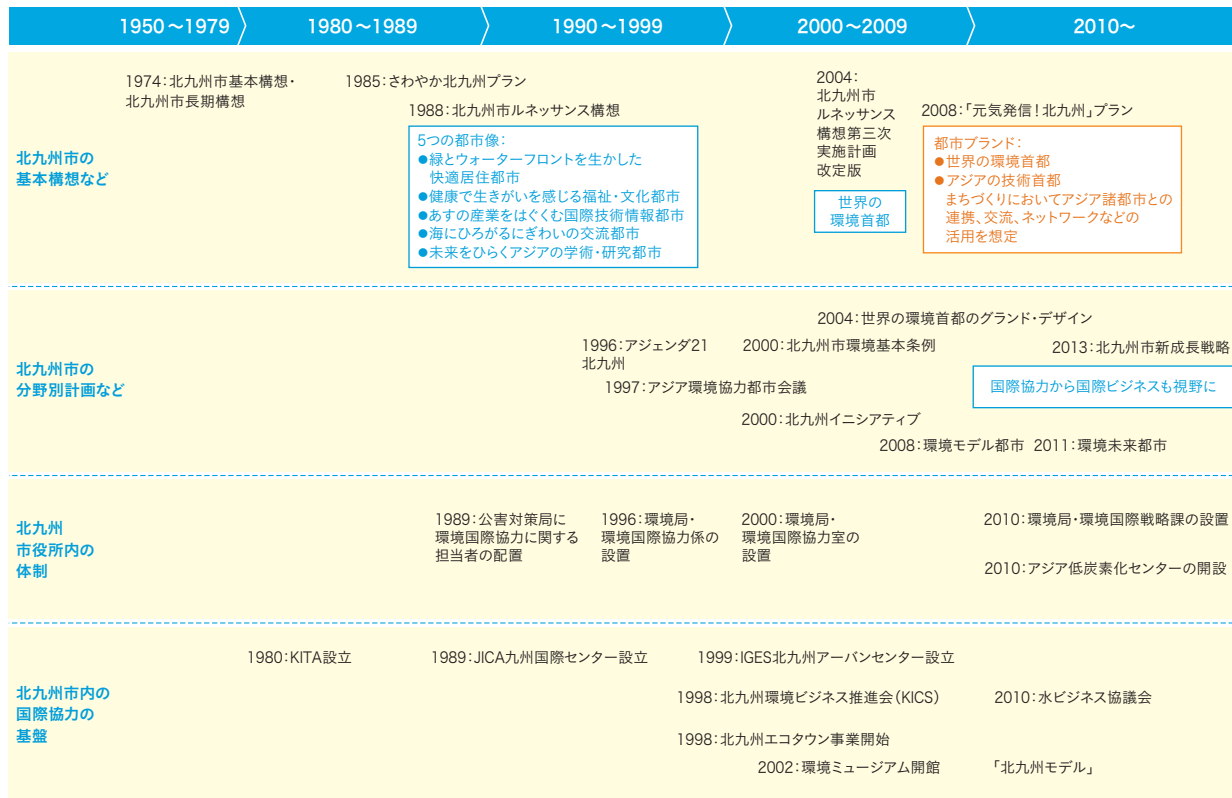 1950～1979
1980～1989
1990～1999
2000～2009
2010～
北九州市の
基本構想など
1974：北九州市基本構想・
北九州市長期構想
1985：さわやか北九州プラン
1988：北九州市ルネッサンス構想
5つの都市像：
●緑とウォーターフロントを生かした
快適居住都市
●健康で生きがいを感じる福祉・文化都市
●あすの産業をはぐくむ国際技術情報都市
●海にひろがるにぎわいの交流都市
●未来をひらくアジアの学術・研究都市
2004：
北九州市
ルネッサンス
構想第三次
実施計画
改定版
世界の
環境首都
2008：「元気発信！北九州」プラン
都市ブランド：
●世界の環境首都
●アジアの技術首都
まちづくりにおいてアジア諸都市との
連携、交流、ネットワークなどの
活用を想定
北九州市の
分野別計画など
2004：世界の環境首都のグランド・デザイン
1996：アジェンダ21
北九州
2000：北九州市環境基本条例
2013：北九州市新成長戦略
1997：アジア環境協力都市会議
国際協力から国際ビジネスも視野に
2000：北九州イニシアティブ
2008：環境モデル都市
2011：環境未来都市
北九州
市役所内の
体制
1989：公害対策局に
環境国際協力に関する
担当者の配置
1996：環境局・
環境国際協力係の
設置
2000：環境局・
環境国際協力室の
設置
2010：環境局・環境国際戦略課の設置
2010：アジア低炭素化センターの開設
北九州市内の
国際協力の
基盤
1980：KITA設立
1989：JICA九州国際センター設立
1999：IGES北九州アーバンセンター設立
1998：北九州環境ビジネス推進会（KICS）
2010：水ビジネス協議会
1998：北九州エコタウン事業開始
2002：環境ミュージアム開館
「北九州モデル」